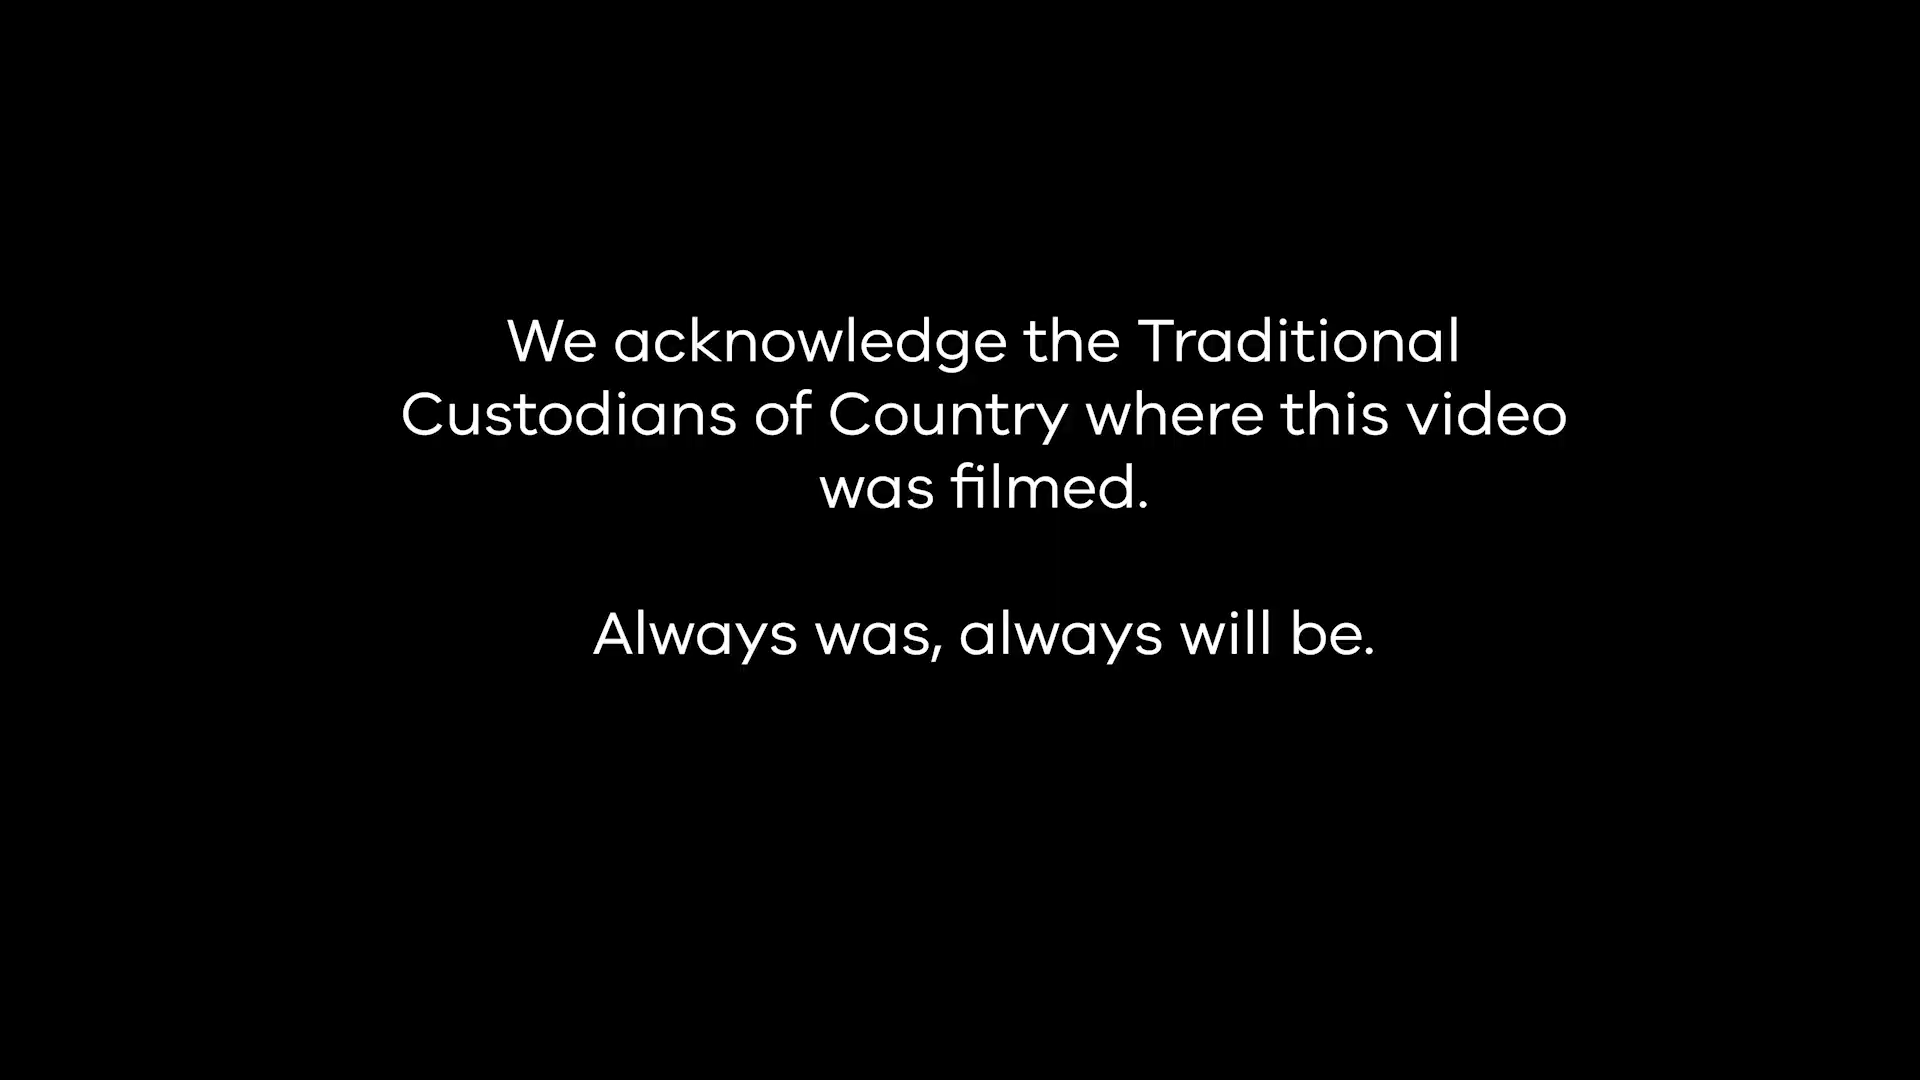 We acknowledge the Traditional
Custodians of Country where this video
was filmed.
Always was, always will be.